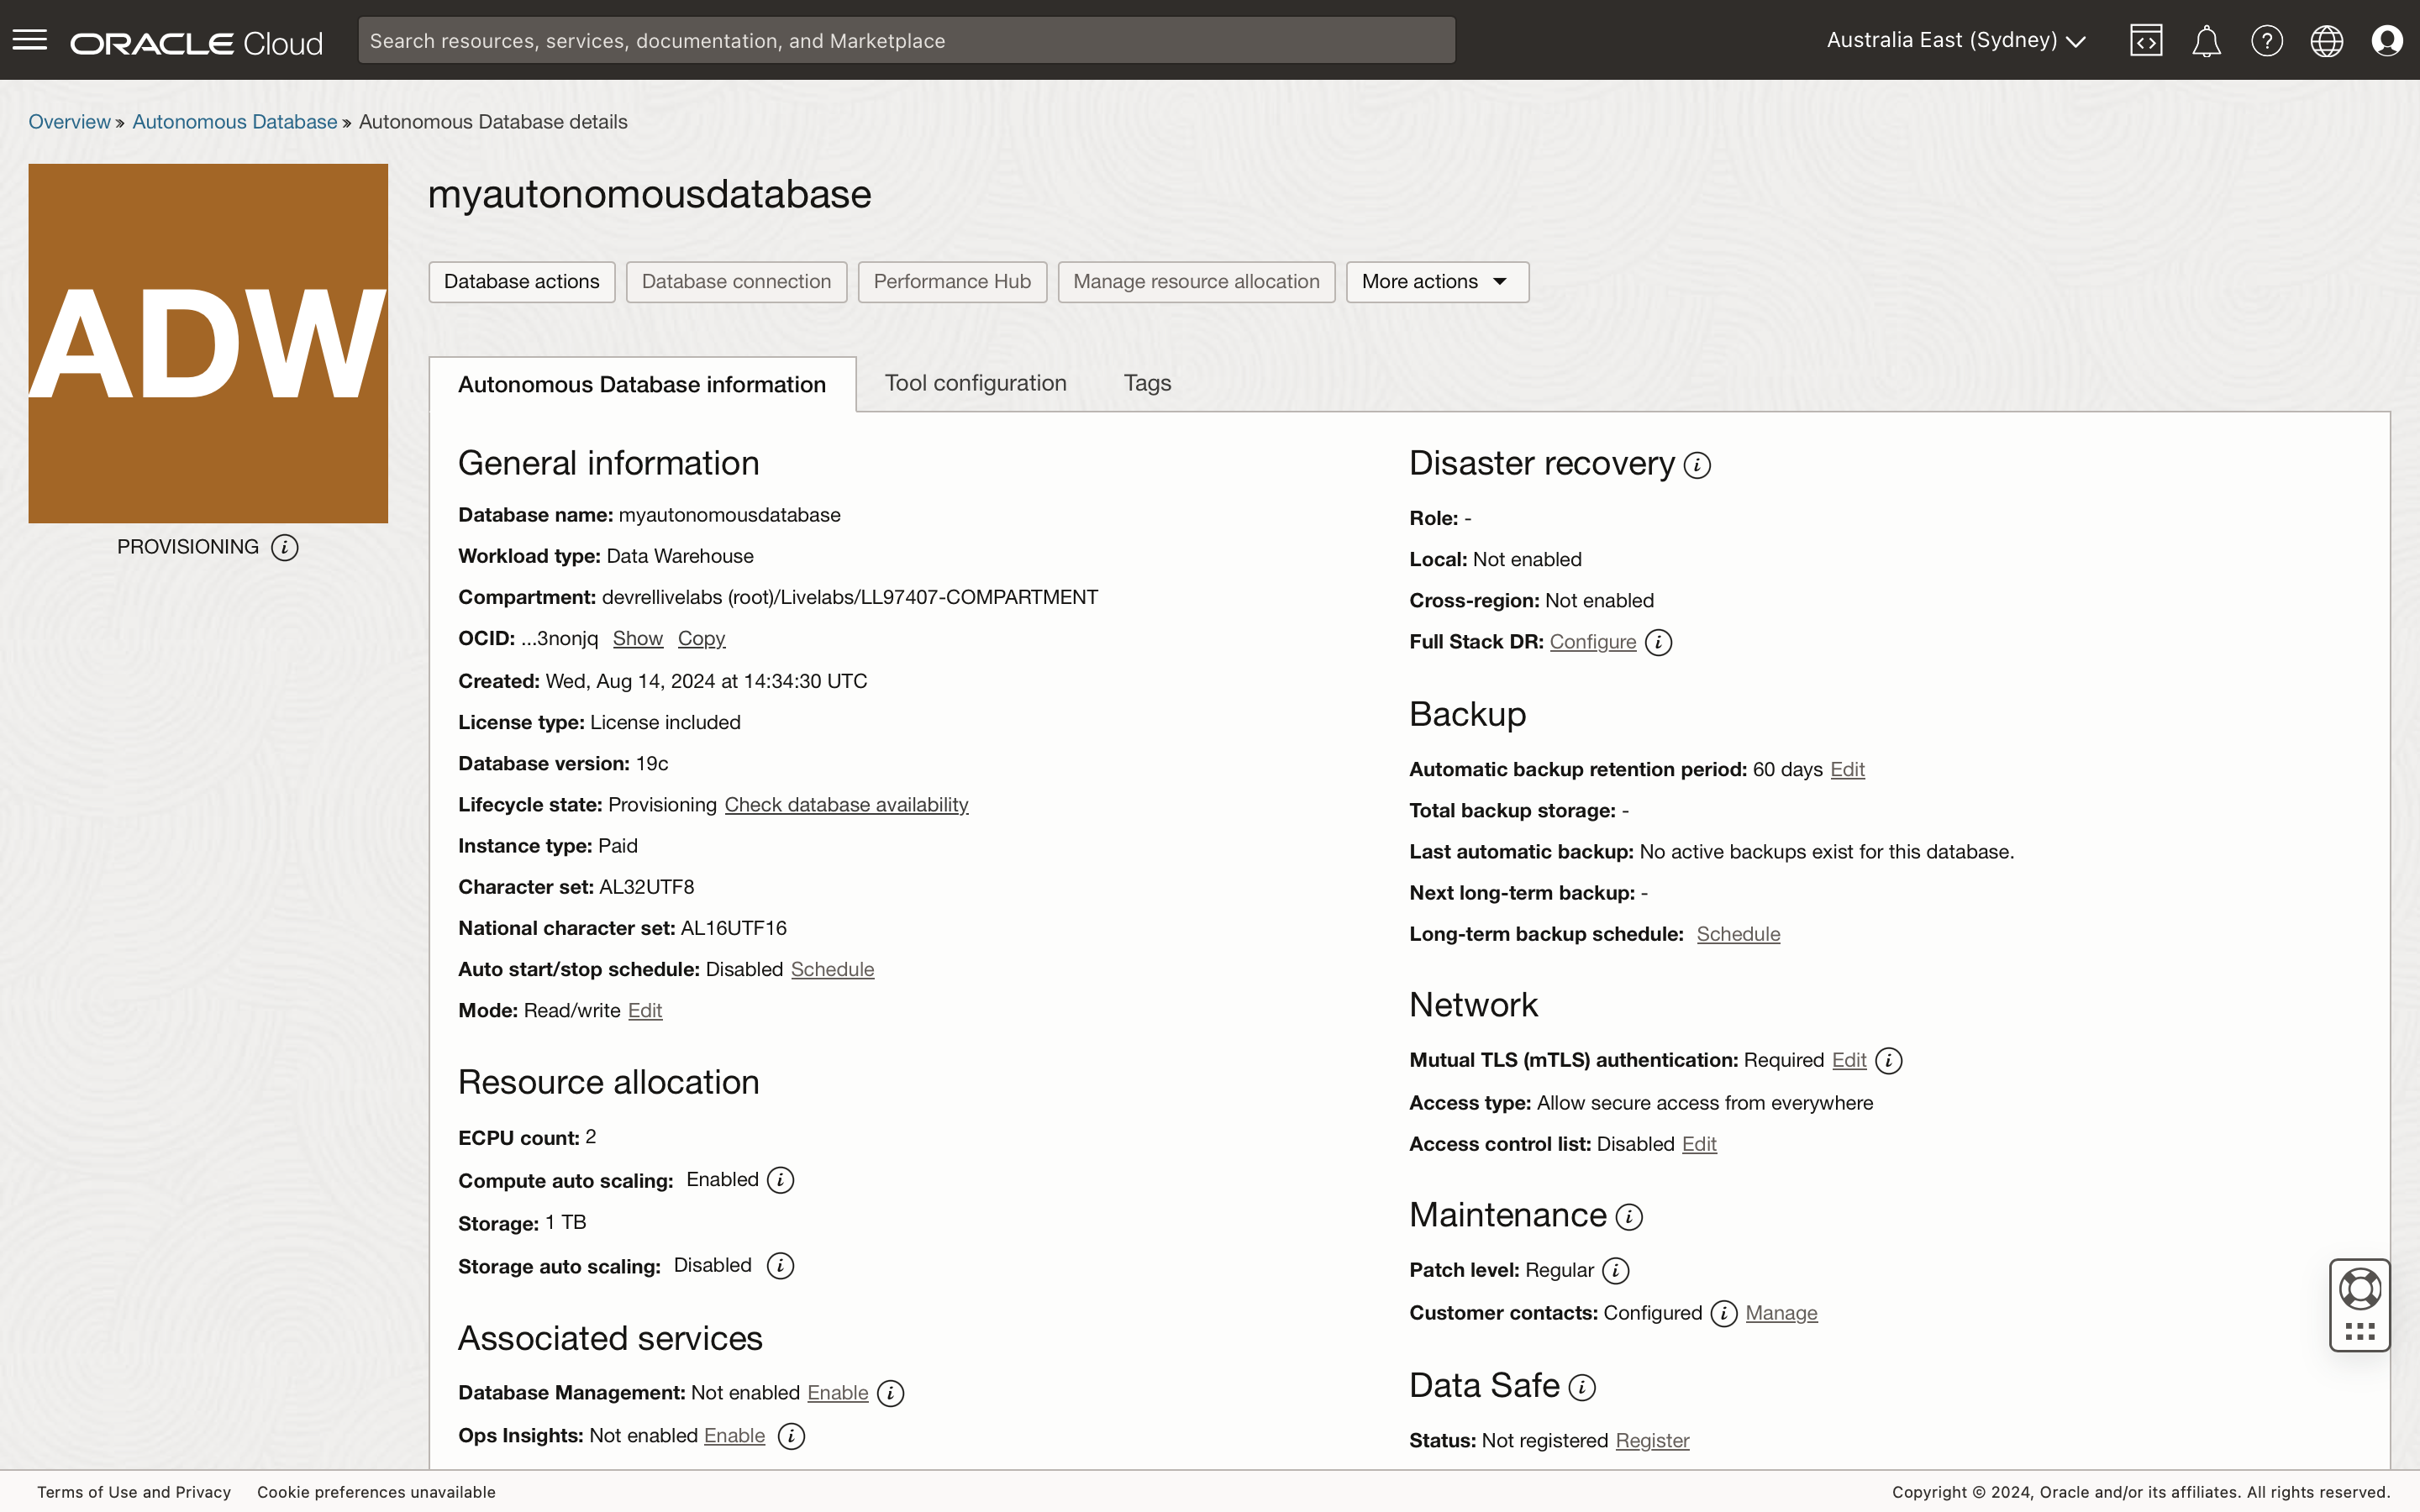 ORACLE Cloud
Search resources, services, documentation, and Marketplace
Australia East (Sydney)
Overview » Autonomous Database » Autonomous Database details
ADW
PROVISIONING
myautonomousdatabase
Database actions
Database connection
Performance Hub
Manage resource allocation
More actions
Autonomous Database information
Tool configuration
Tags
General information
Database name: myautonomousdatabase
Workload type: Data Warehouse
Compartment: devrellivelabs (root)/Livelabs/LL97407-COMPARTMENT
OCID: ...3nonjq Show Copy
Created: Wed, Aug 14, 2024 at 14:34:30 UTC
License type: License included
Database version: 19c
Lifecycle state: Provisioning Check database availability
Instance type: Paid
Character set: AL32UTF8
National character set: AL16UTF16
Auto start/stop schedule: Disabled Schedule
Mode: Read/write Edit
Resource allocation
ECPU count: 2
Compute auto scaling: Enabled
Storage: 1 TB
Storage auto scaling: Disabled
Associated services
Database Management: Not enabled Enable
Ops Insights: Not enabled Enable
Disaster recovery
Role: -
Local: Not enabled
Cross-region: Not enabled
Full Stack DR: Configure
Backup
Automatic backup retention period: 60 days Edit
Total backup storage: -
Last automatic backup: No active backups exist for this database.
Next long-term backup: -
Long-term backup schedule: Schedule
Network
Mutual TLS (mTLS) authentication: Required Edit
Access type: Allow secure access from everywhere
Access control list: Disabled Edit
Maintenance
Patch level: Regular
Customer contacts: Configured Manage
Data Safe
Status: Not registered Register
Terms of Use and Privacy
Cookie preferences unavailable
Copyright © 2024, Oracle and/or its affiliates. All rights reserved.